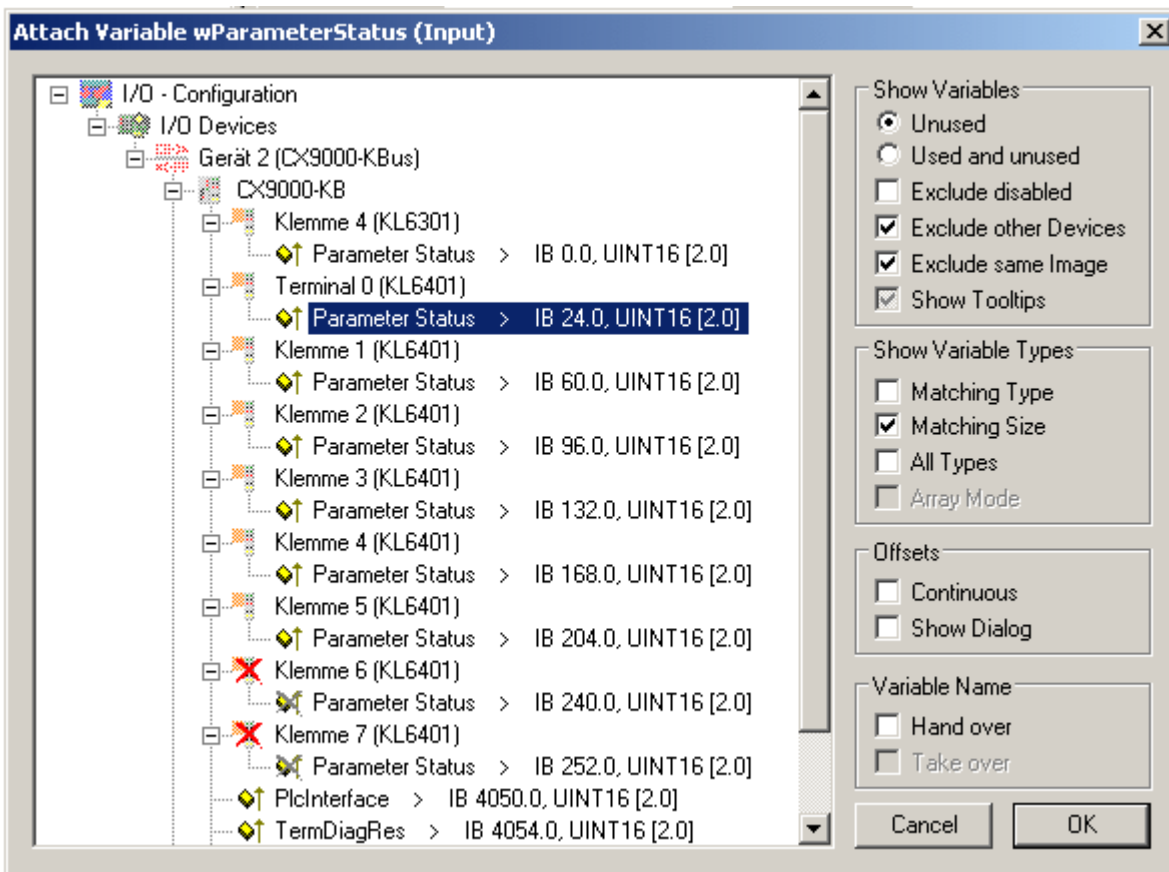 Attach Variable wParameterStatus (Input)
I/O - Configuration
I/O Devices
Gerät 2 (CX9000-KBus)
CX9000-KB
Klemme 4 (KL6301)
Parameter Status > IB 0.0, UINT16 [2.0]
Terminal 0 (KL6401)
Parameter Status > IB 24.0, UINT16 [2.0]
Klemme 1 (KL6401)
Parameter Status > IB 60.0, UINT16 [2.0]
Klemme 2 (KL6401)
Parameter Status > IB 96.0, UINT16 [2.0]
Klemme 3 (KL6401)
Parameter Status > IB 132.0, UINT16 [2.0]
Klemme 4 (KL6401)
Parameter Status > IB 168.0, UINT16 [2.0]
Klemme 5 (KL6401)
Parameter Status > IB 204.0, UINT16 [2.0]
Klemme 6 (KL6401)
Parameter Status > IB 240.0, UINT16 [2.0]
Klemme 7 (KL6401)
Parameter Status > IB 252.0, UINT16 [2.0]
PlcInterface > IB 4050.0, UINT16 [2.0]
TermDiagRes > IB 4054.0, UINT16 [2.0]
Show Variables
Unused
Used and unused
Exclude disabled
Exclude other Devices
Exclude same Image
Show Tooltips
Show Variable Types
Matching Type
Matching Size
All Types
Array Mode
Offsets
Continuous
Show Dialog
Variable Name
Hand over
Take over
Cancel
OK